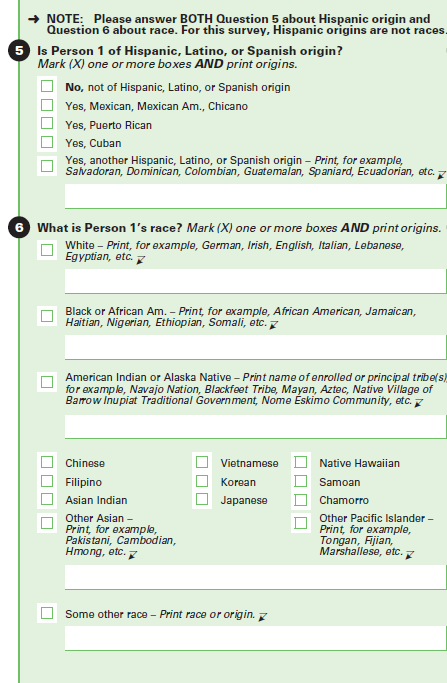 → NOTE: Please answer BOTH Question 5 about Hispanic origin and
Question 6 about race. For this survey, Hispanic origins are not races.
5 Is Person 1 of Hispanic, Latino, or Spanish origin?
Mark (X) one or more boxes AND print origins.
No, not of Hispanic, Latino, or Spanish origin
Yes, Mexican, Mexican Am., Chicano
Yes, Puerto Rican
Yes, Cuban
Yes, another Hispanic, Latino, or Spanish origin – Print, for example,
Salvadoran, Dominican, Colombian, Guatemalan, Spaniard, Ecuadorian, etc.
6 What is Person 1's race? Mark (X) one or more boxes AND print origins.
White – Print, for example, German, Irish, English, Italian, Lebanese,
Egyptian, etc.
Black or African Am. – Print, for example, African American, Jamaican,
Haitian, Nigerian, Ethiopian, Somali, etc.
American Indian or Alaska Native – Print name of enrolled or principal tribe(s),
for example, Navajo Nation, Blackfeet Tribe, Mayan, Aztec, Native Village of
Barrow Inupiat Traditional Government, Nome Eskimo Community, etc.
Chinese
Filipino
Asian Indian
Other Asian –
Print, for example,
Pakistani, Cambodian,
Hmong, etc.
Vietnamese
Korean
Japanese
Native Hawaiian
Samoan
Chamorro
Other Pacific Islander –
Print, for example,
Tongan, Fijian,
Marshallese, etc.
Some other race – Print race or origin.